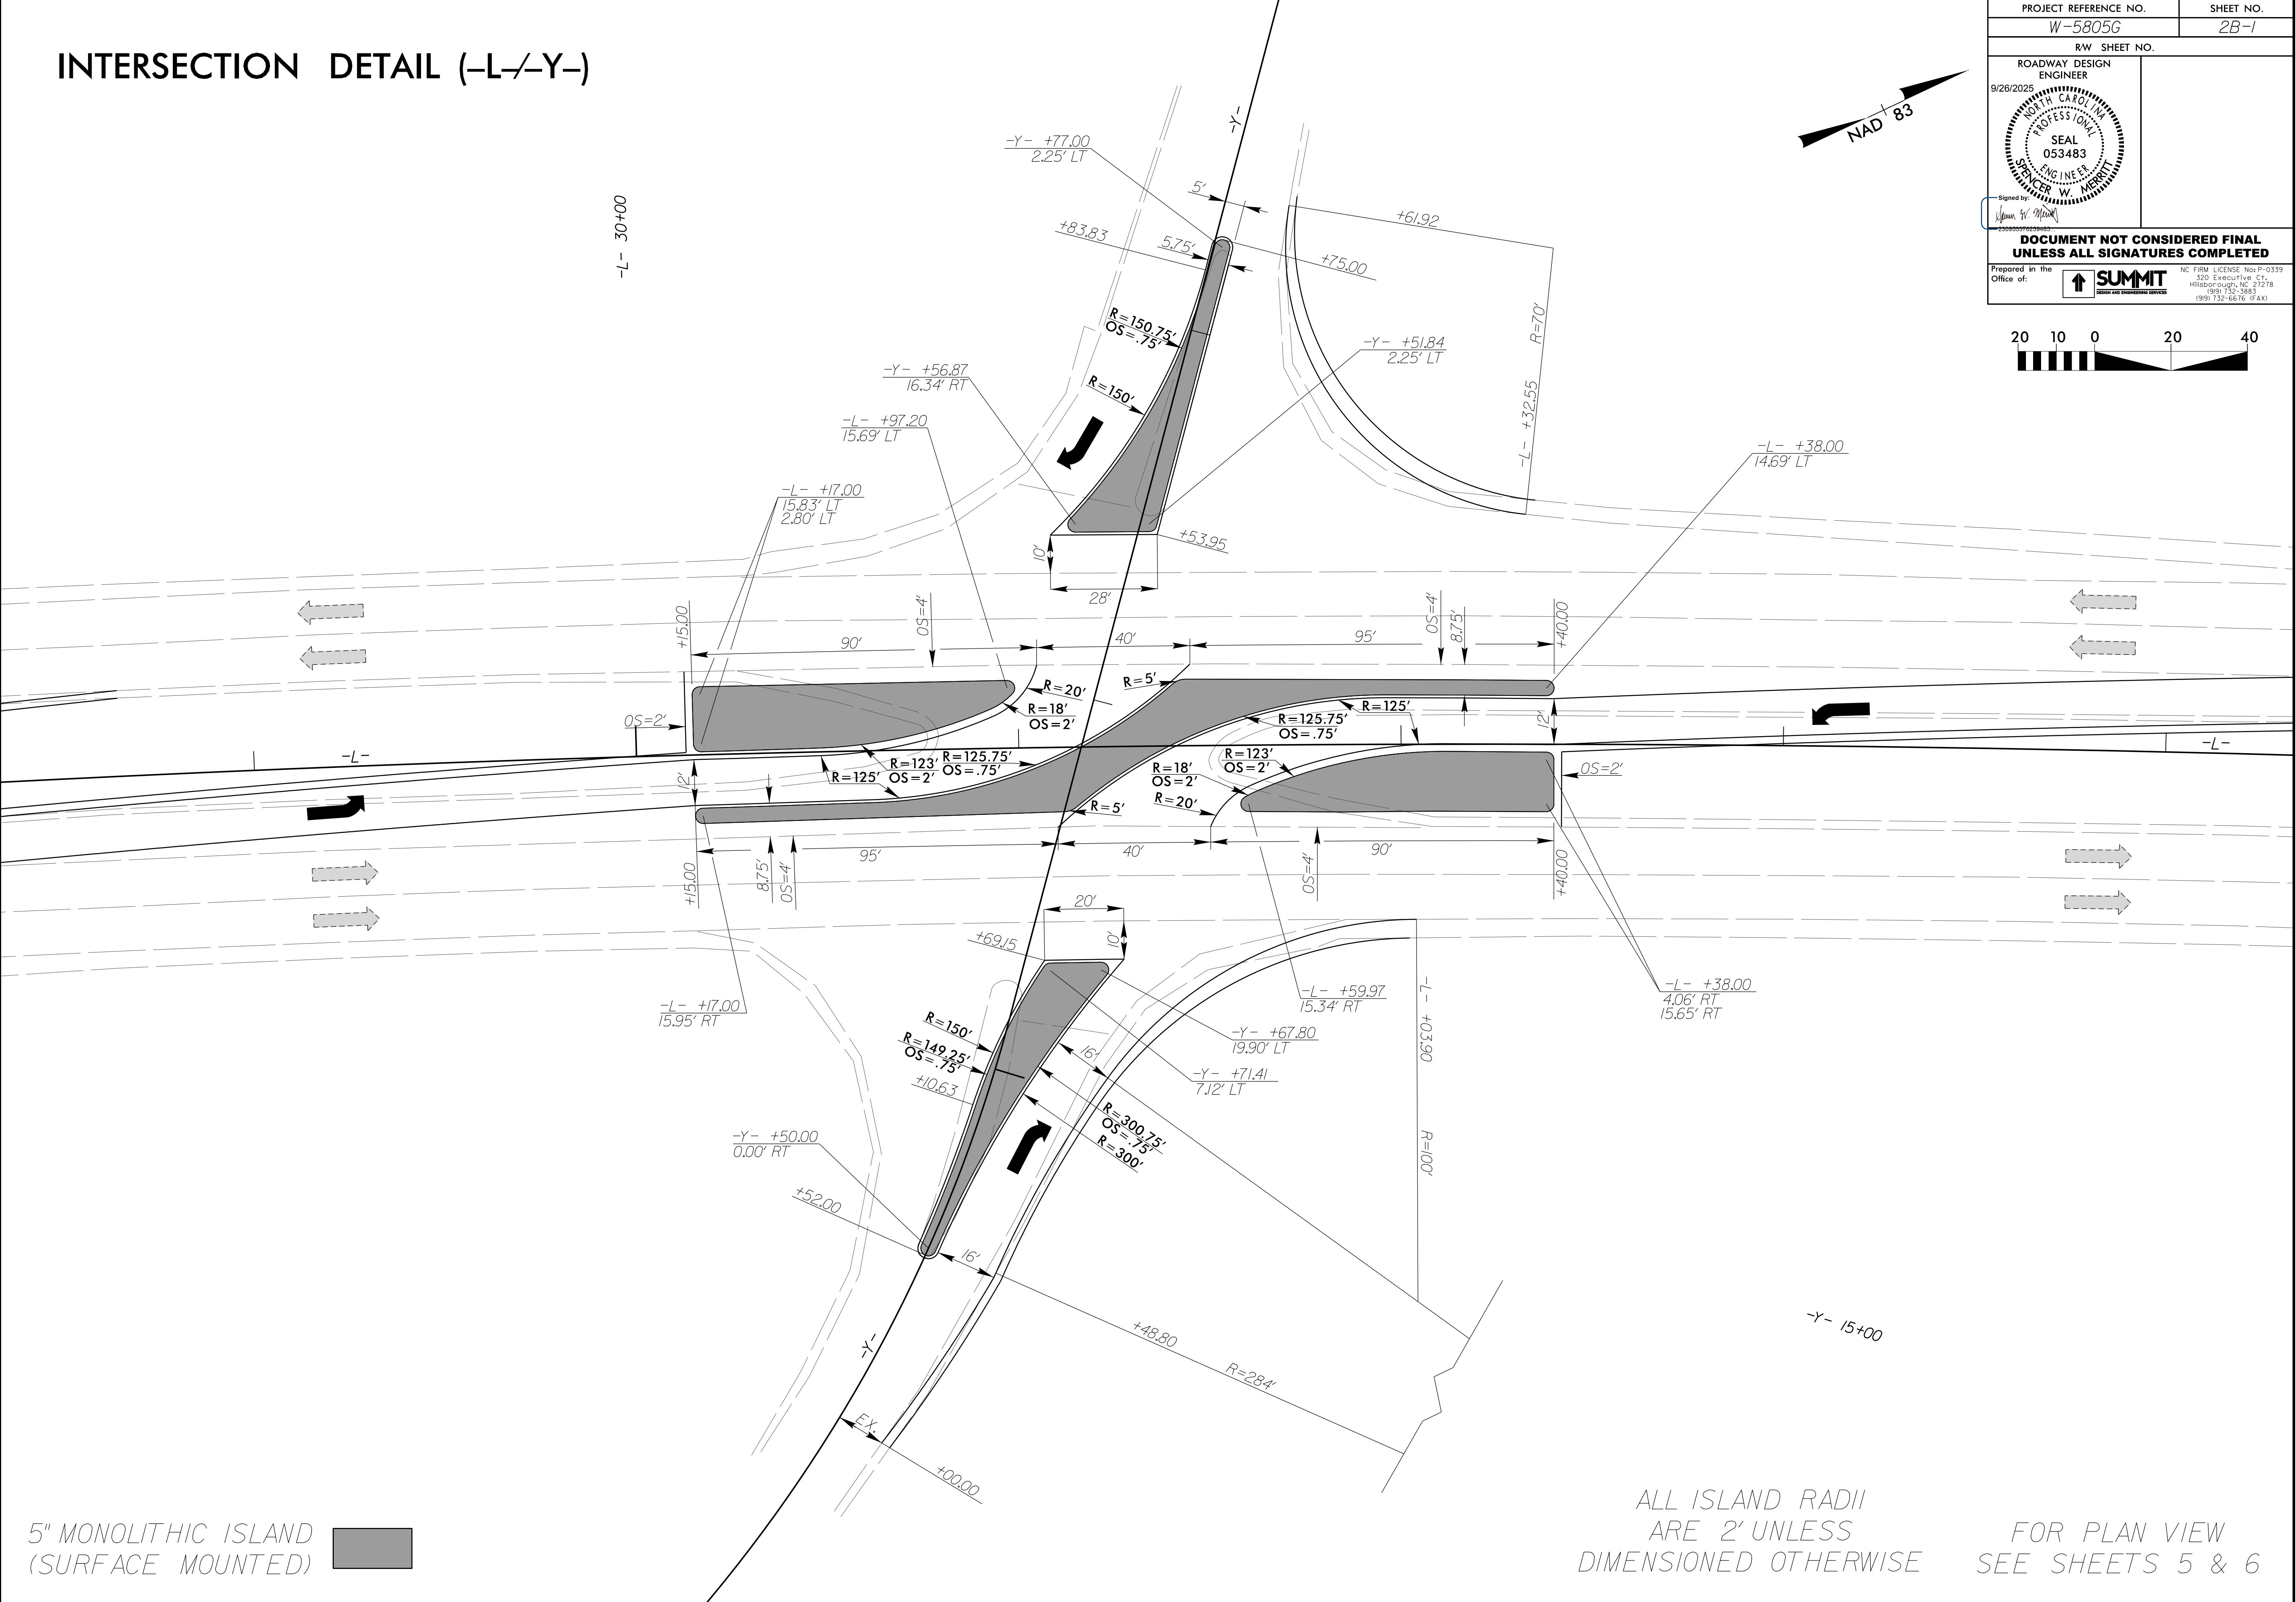 INTERSECTION DETAIL (-L-/-Y-)
PROJECT REFERENCE NO.
SHEET NO.
W-5805G
2B-1
R/W SHEET NO.
ROADWAY DESIGN
ENGINEER
9/26/2025
NORTH CAROLINA
PROFESSIONAL
SEAL
053483
ENGINEER
SPENCER W. MERRITT
Signed by:
DOCUMENT NOT CONSIDERED FINAL
UNLESS ALL SIGNATURES COMPLETED
Prepared in the
Office of:
SUMMIT
DESIGN AND ENGINEERING SERVICES
NC FIRM LICENSE No: P-0339
320 Executive Ct.
Hillsborough, NC 27278
(919) 732-3883
(919) 732-6676 (FAX)
NAD 83
20 10 0 20 40
-L- 30+00
-Y-
-Y- +77.00
2.25' LT
5'
+83.83
5.75'
+75.00
+61.92
R=70'
-L- +32.55
R=150.75'
OS=.75'
R=150'
-Y- +51.84
2.25' LT
-Y- +56.87
16.34' RT
-L- +97.20
15.69' LT
-L- +17.00
15.83' LT
2.80' LT
-L- +38.00
14.69' LT
+53.95
10'
28'
+15.00
90'
OS=4'
40'
95'
OS=4'
8.75'
+40.00
R=5'
R=20'
R=18'
OS=2'
R=125'
R=125.75'
OS=.75'
12'
OS=2'
-L-
-L-
R=123'
OS=2'
R=125.75'
OS=.75'
R=125'
12'
R=123'
OS=2'
R=18'
OS=2'
R=20'
R=5'
OS=2'
+15.00
95'
8.75'
OS=4'
40'
90'
OS=4'
+40.00
20'
10'
+69.15
-L- +17.00
15.95' RT
-L- +59.97
15.34' RT
-L- +38.00
4.06' RT
15.65' RT
-Y- +67.80
19.90' LT
-Y- +71.41
7.12' LT
R=150'
R=149.25'
OS=.75'
+10.63
16'
R=300.75'
OS=.75'
R=300'
-L- +03.90
R=100'
-Y- +50.00
0.00' RT
+52.00
16'
+48.80
R=284'
-Y-
EX.
+00.00
-Y- 15+00
5" MONOLITHIC ISLAND
(SURFACE MOUNTED)
ALL ISLAND RADII
ARE 2' UNLESS
DIMENSIONED OTHERWISE
FOR PLAN VIEW
SEE SHEETS 5 & 6